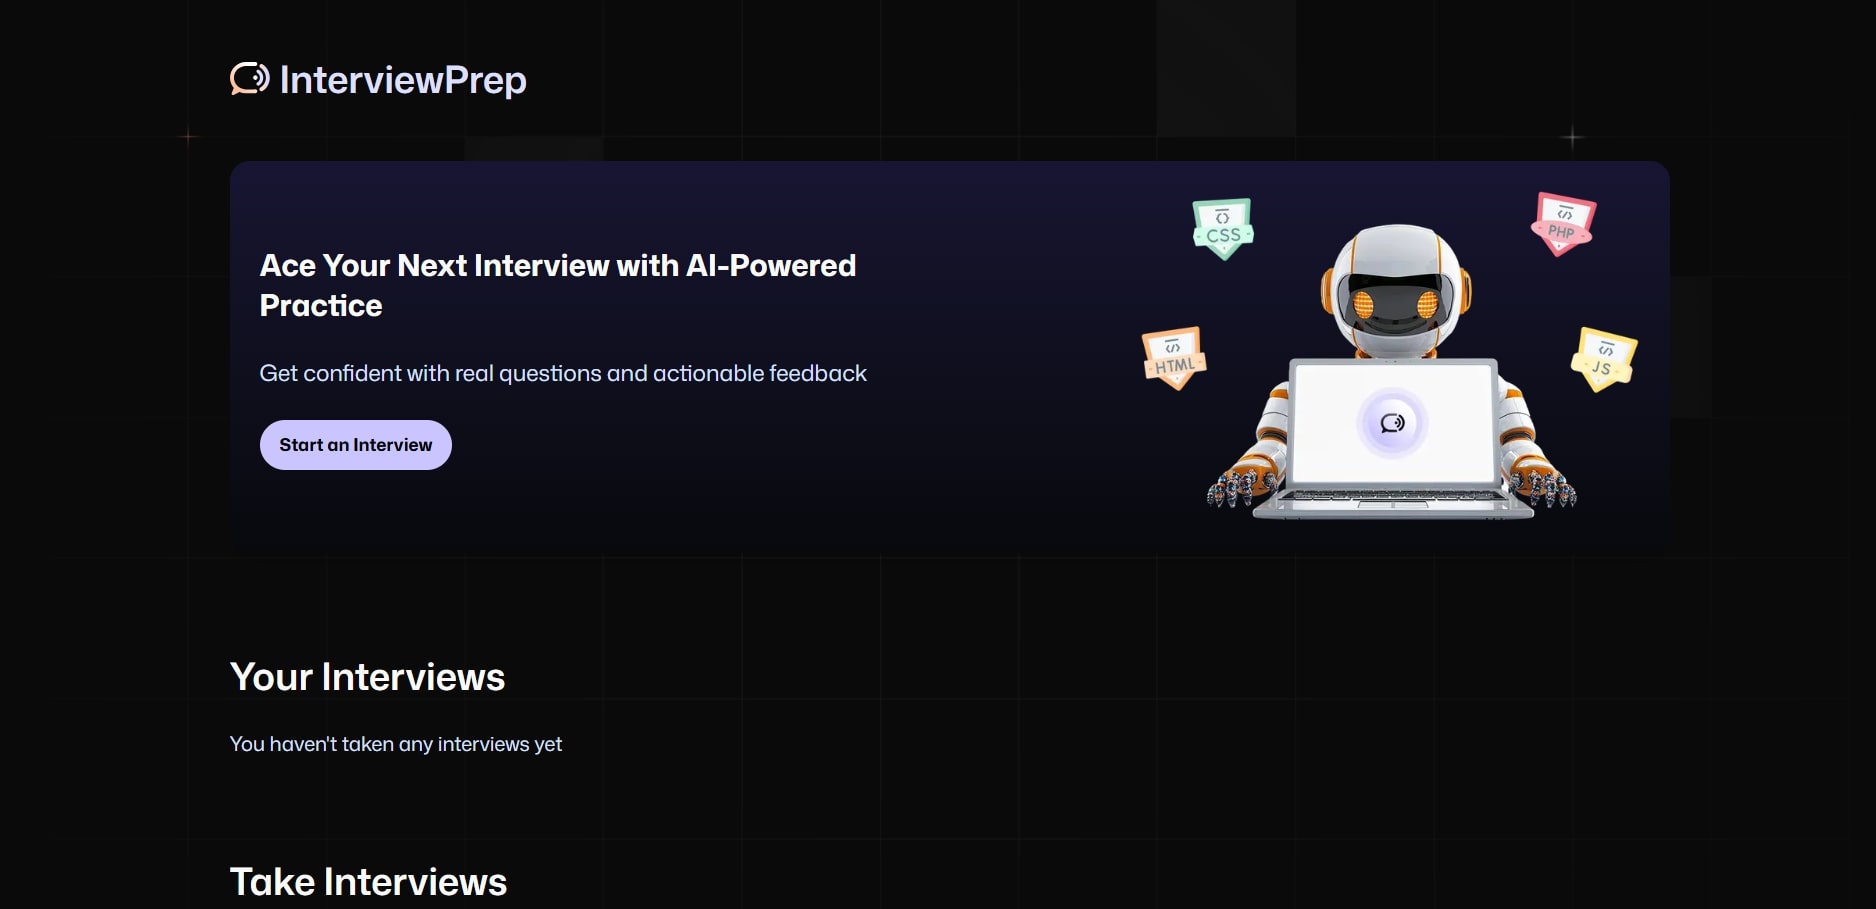 InterviewPrep
Ace Your Next Interview with AI-Powered
Practice
Get confident with real questions and actionable feedback
Start an Interview
CSS
PHP
HTML
JS
Your Interviews
You haven't taken any interviews yet
Take Interviews